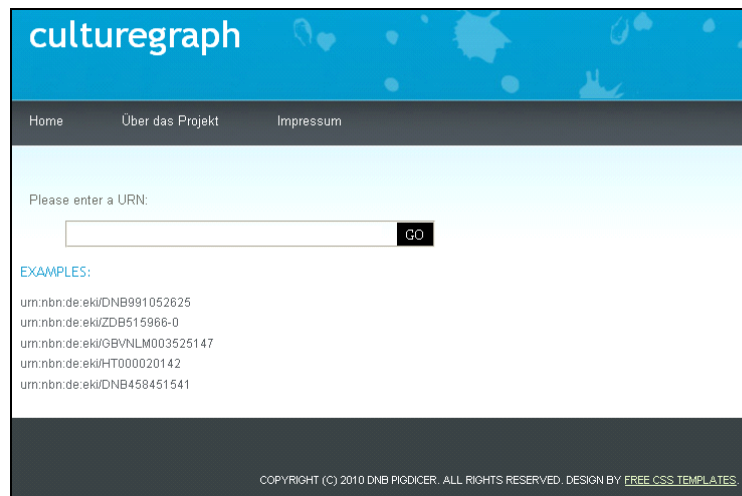 culturegraph
Home Über das Projekt Impressum
Please enter a URN:
GO
EXAMPLES:
urn:nbn:de:eki/DNB991052625
urn:nbn:de:eki/ZDB515966-0
urn:nbn:de:eki/GBVNLM003525147
urn:nbn:de:eki/HT000020142
urn:nbn:de:eki/DNB458451541
COPYRIGHT (C) 2010 DNB PIGDICER. ALL RIGHTS RESERVED. DESIGN BY FREE CSS TEMPLATES.